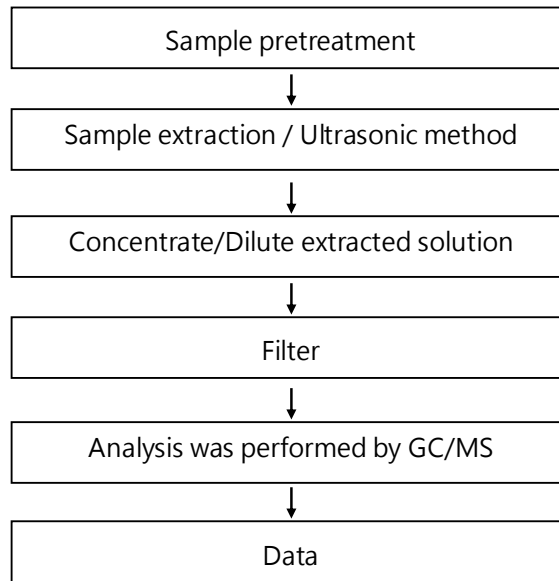 Sample pretreatment
Sample extraction / Ultrasonic method
Concentrate/Dilute extracted solution
Filter
Analysis was performed by GC/MS
Data